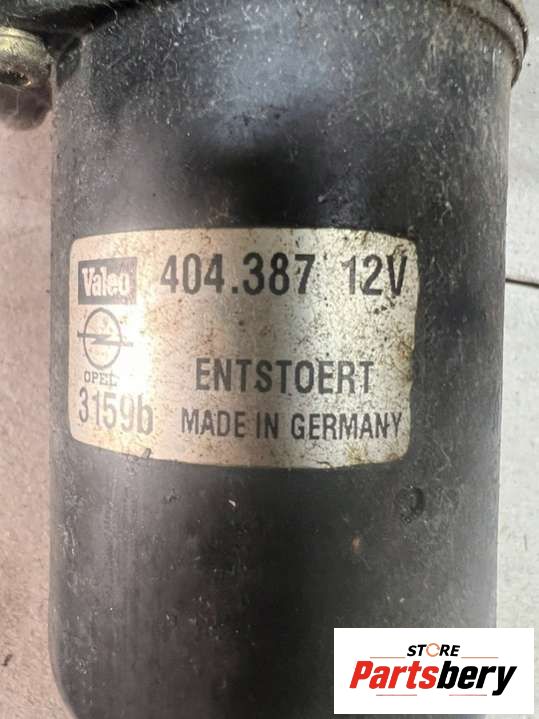 Valeo 404.387 12V
OPEL ENTSTOERT
3159b MADE IN GERMANY
STORE
Partsbery